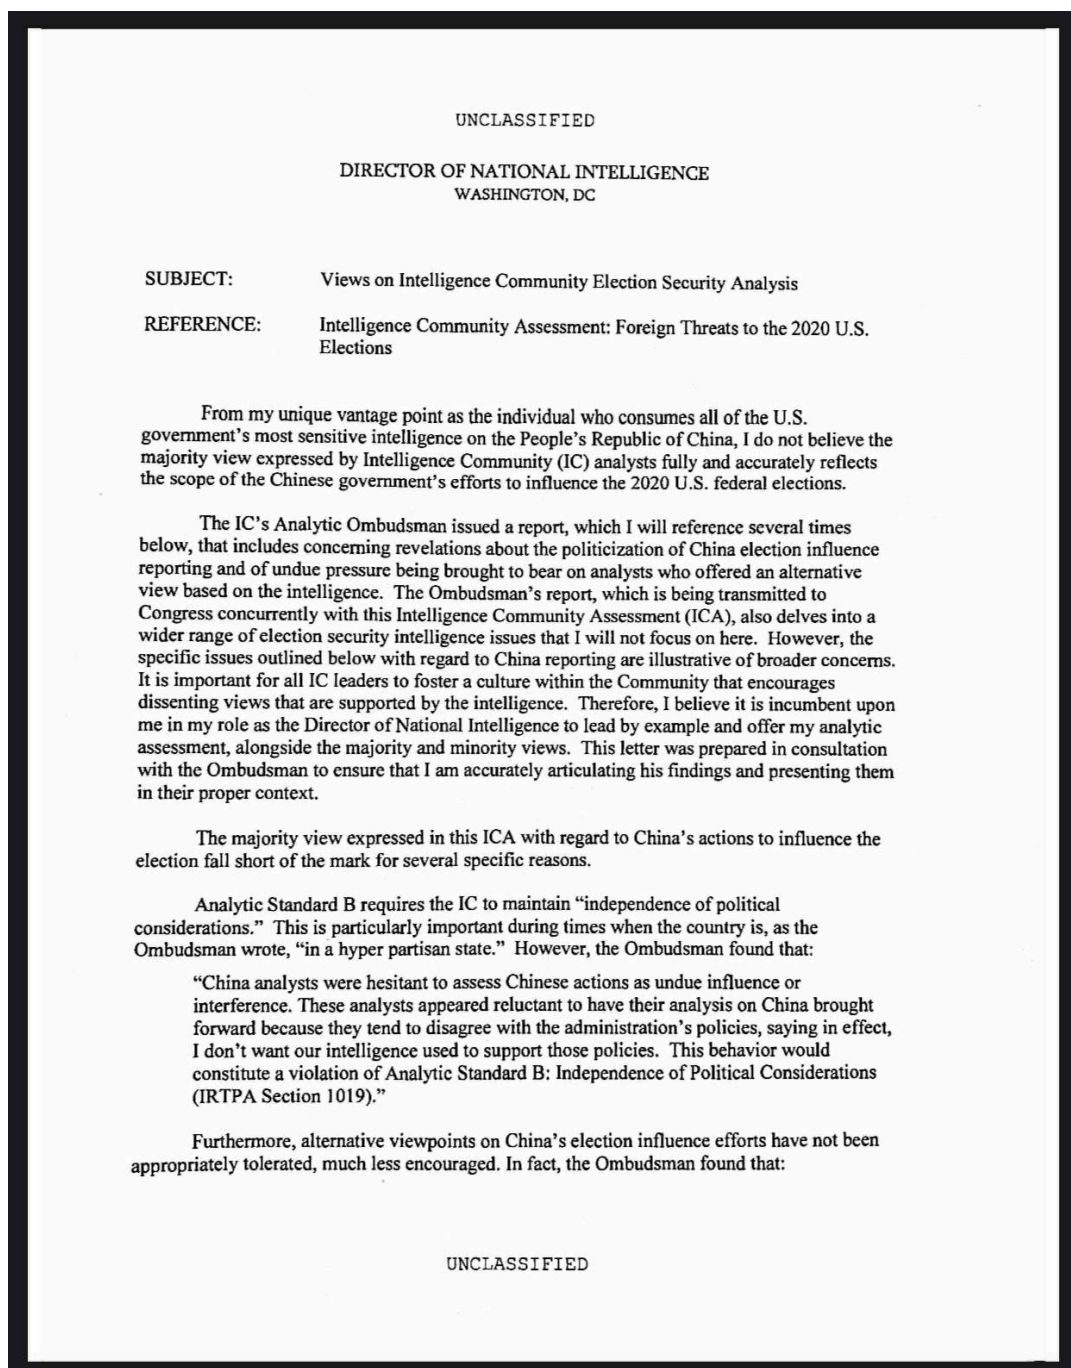 UNCLASSIFIED
DIRECTOR OF NATIONAL INTELLIGENCE
WASHINGTON, DC
SUBJECT: Views on Intelligence Community Election Security Analysis
REFERENCE: Intelligence Community Assessment: Foreign Threats to the 2020 U.S.
Elections
From my unique vantage point as the individual who consumes all of the U.S.
government's most sensitive intelligence on the People's Republic of China, I do not believe the
majority view expressed by Intelligence Community (IC) analysts fully and accurately reflects
the scope of the Chinese government's efforts to influence the 2020 U.S. federal elections.
The IC's Analytic Ombudsman issued a report, which I will reference several times
below, that includes concerning revelations about the politicization of China election influence
reporting and of undue pressure being brought to bear on analysts who offered an alternative
view based on the intelligence. The Ombudsman's report, which is being transmitted to
Congress concurrently with this Intelligence Community Assessment (ICA), also delves into a
wider range of election security intelligence issues that I will not focus on here. However, the
specific issues outlined below with regard to China reporting are illustrative of broader concerns.
It is important for all IC leaders to foster a culture within the Community that encourages
dissenting views that are supported by the intelligence. Therefore, I believe it is incumbent upon
me in my role as the Director of National Intelligence to lead by example and offer my analytic
assessment, alongside the majority and minority views. This letter was prepared in consultation
with the Ombudsman to ensure that I am accurately articulating his findings and presenting them
in their proper context.
The majority view expressed in this ICA with regard to China's actions to influence the
election fall short of the mark for several specific reasons.
Analytic Standard B requires the IC to maintain "independence of political
considerations." This is particularly important during times when the country is, as the
Ombudsman wrote, "in a hyper partisan state." However, the Ombudsman found that:
"China analysts were hesitant to assess Chinese actions as undue influence or
interference. These analysts appeared reluctant to have their analysis on China brought
forward because they tend to disagree with the administration's policies, saying in effect,
I don't want our intelligence used to support those policies. This behavior would
constitute a violation of Analytic Standard B: Independence of Political Considerations
(IRTPA Section 1019)."
Furthermore, alternative viewpoints on China's election influence efforts have not been
appropriately tolerated, much less encouraged. In fact, the Ombudsman found that:
UNCLASSIFIED